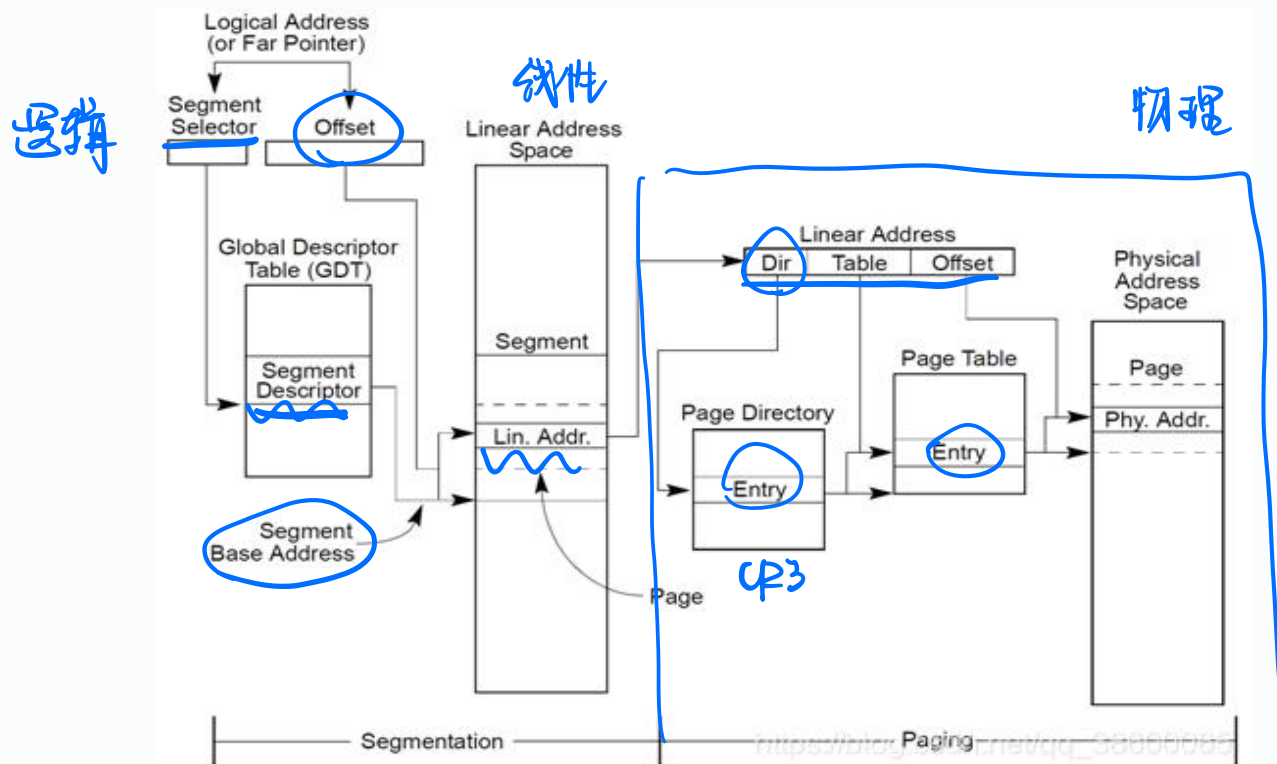 Logical Address
(or Far Pointer)
逻辑
Segment
Selector
Offset
线性
Linear Address
Space
物理
Global Descriptor
Table (GDT)
Segment
Descriptor
Segment
Base Address
Segment
Lin. Addr.
Page
Linear Address
Dir
Table
Offset
Page Directory
Entry
CR3
Page Table
Entry
Physical
Address
Space
Page
Phy. Addr.
Segmentation
Paging